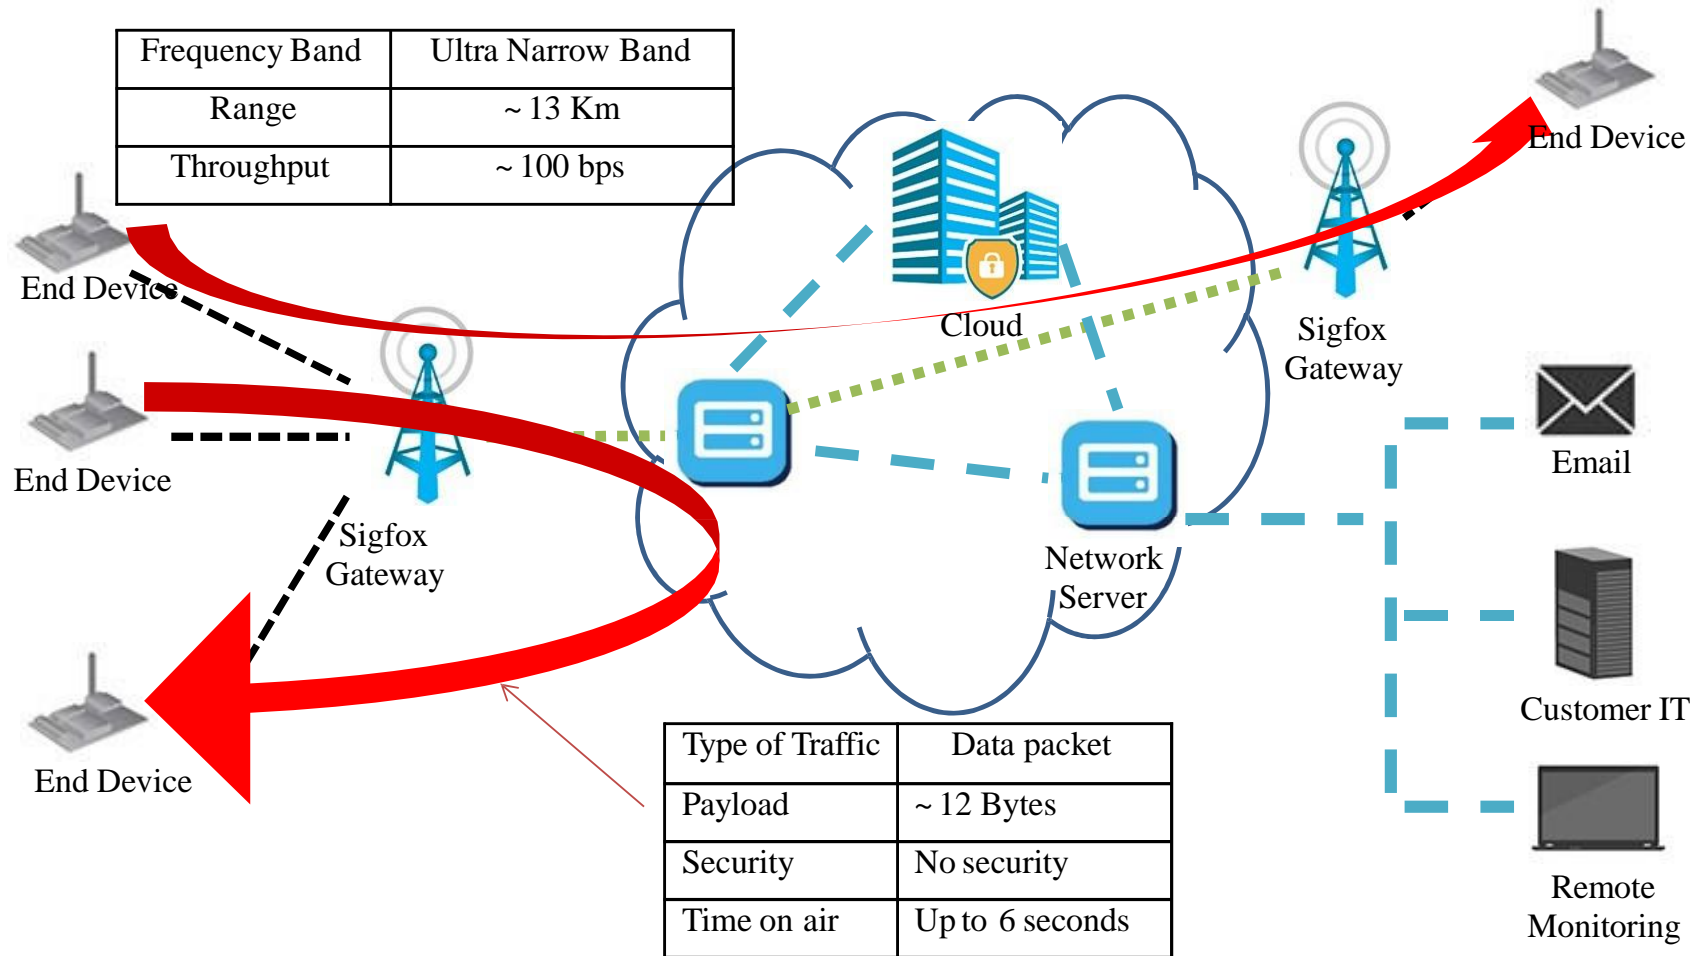 Frequency Band Ultra Narrow Band
Range ~ 13 Km
Throughput ~ 100 bps
End Device
End Device
Cloud
Sigfox
Gateway
End Device
Sigfox
Gateway
Email
Network
Server
Customer IT
End Device
Type of Traffic Data packet
Payload ~ 12 Bytes
Security No security
Time on air Up to 6 seconds
Remote
Monitoring